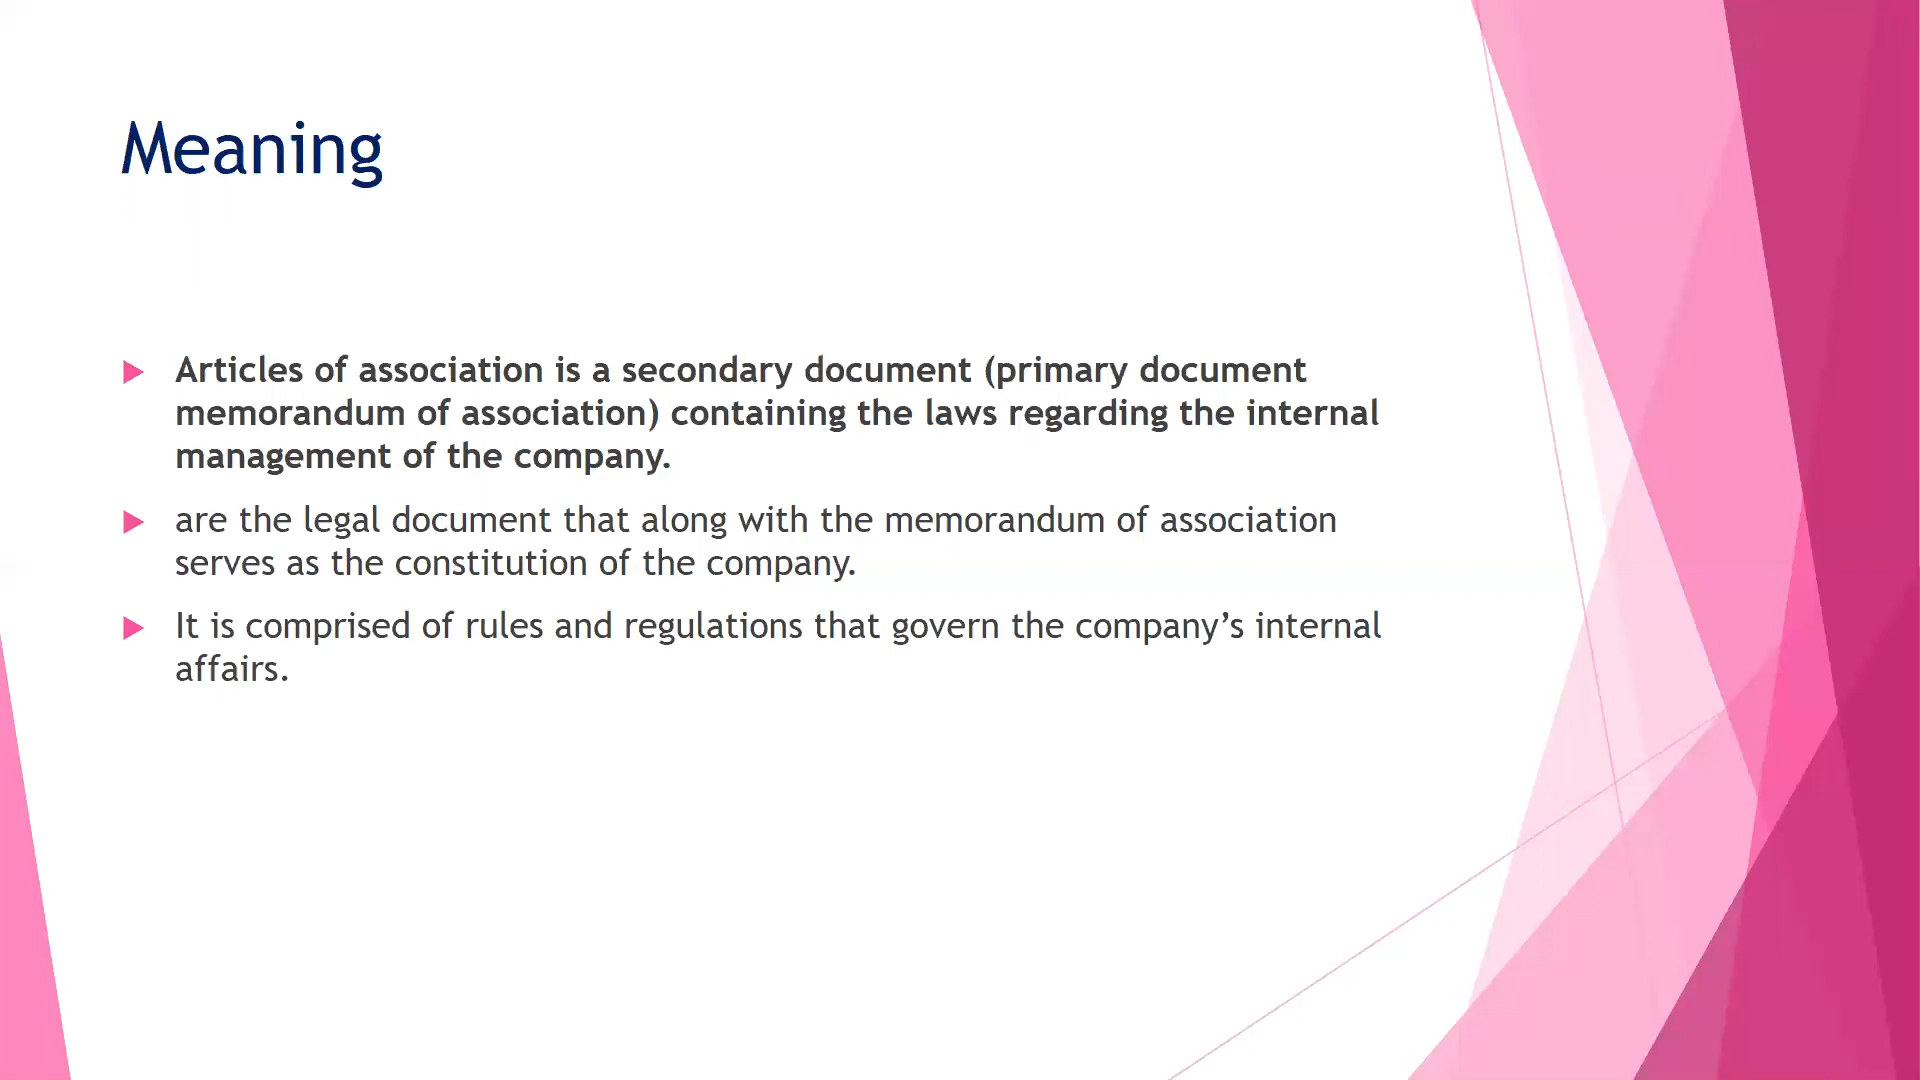 Meaning
Articles of association is a secondary document (primary document
memorandum of association) containing the laws regarding the internal
management of the company.
are the legal document that along with the memorandum of association
serves as the constitution of the company.
It is comprised of rules and regulations that govern the company’s internal
affairs.